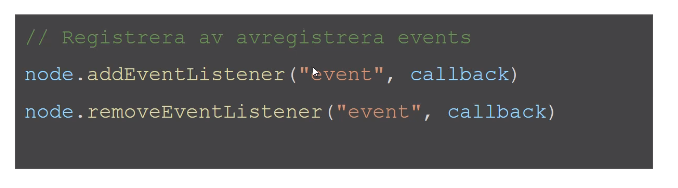 // Registrera av avregistrera events
node.addEventListener("event", callback)
node.removeEventListener("event", callback)